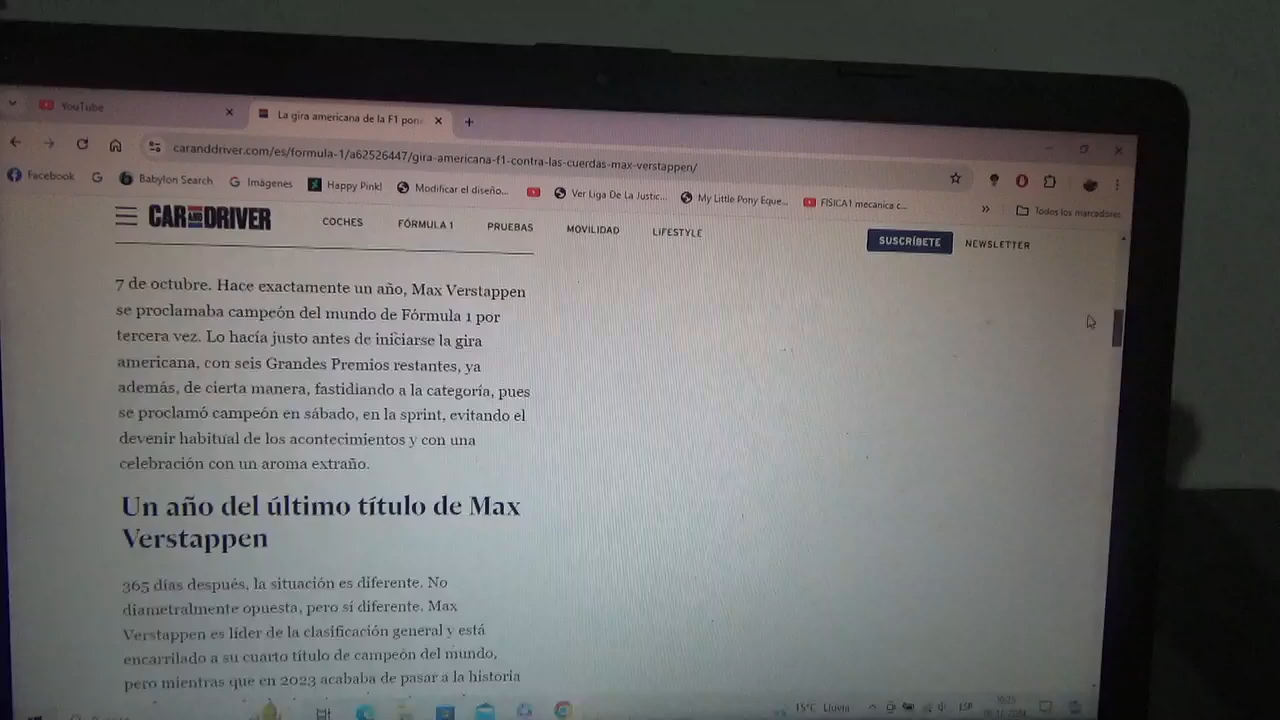 YouTube
La gira americana de la F1 pon
caranddriver.com/es/formula-1/a62526447/gira-americana-f1-contra-las-cuerdas-max-verstappen/
Facebook
Babylon Search
Imágenes
Happy Pink!
Modificar el diseño...
Ver Liga De La Justic...
My Little Pony Eque...
FISICA1 mecanica c...
»
Todos los marcadores
CAR AND DRIVER
COCHES
FÓRMULA 1
PRUEBAS
MOVILIDAD
LIFESTYLE
SUSCRÍBETE
NEWSLETTER
7 de octubre. Hace exactamente un año, Max Verstappen
se proclamaba campeón del mundo de Fórmula 1 por
tercera vez. Lo hacía justo antes de iniciarse la gira
americana, con seis Grandes Premios restantes, ya
además, de cierta manera, fastidiando a la categoría, pues
se proclamó campeón en sábado, en la sprint, evitando el
devenir habitual de los acontecimientos y con una
celebración con un aroma extraño.
Un año del último título de Max
Verstappen
365 días después, la situación es diferente. No
diametralmente opuesta, pero sí diferente. Max
Verstappen es líder de la clasificación general y está
encarrilado a su cuarto título de campeón del mundo,
pero mientras que en 2023 acababa de pasar a la historia
15°C Lluvia
ESP